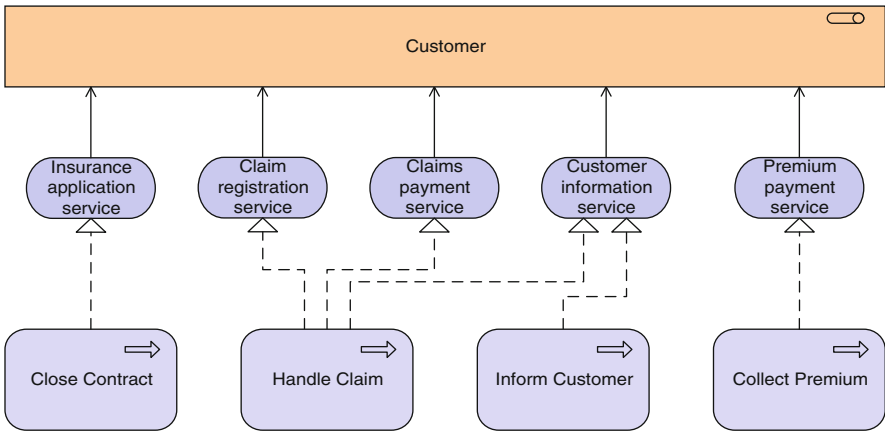 Customer
Insurance
application
service
Claim
registration
service
Claims
payment
service
Customer
information
service
Premium
payment
service
Close Contract
Handle Claim
Inform Customer
Collect Premium